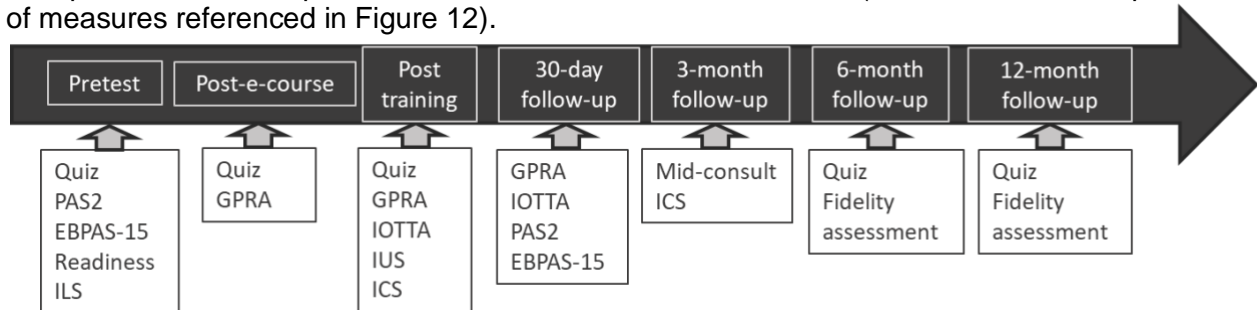 of measures referenced in Figure 12).
Pretest
Post-e-course
Post
training
30-day
follow-up
3-month
follow-up
6-month
follow-up
12-month
follow-up
Quiz
PAS2
EBPAS-15
Readiness
ILS
Quiz
GPRA
Quiz
GPRA
IOTTA
IUS
ICS
GPRA
IOTTA
PAS2
EBPAS-15
Mid-consult
ICS
Quiz
Fidelity
assessment
Quiz
Fidelity
assessment